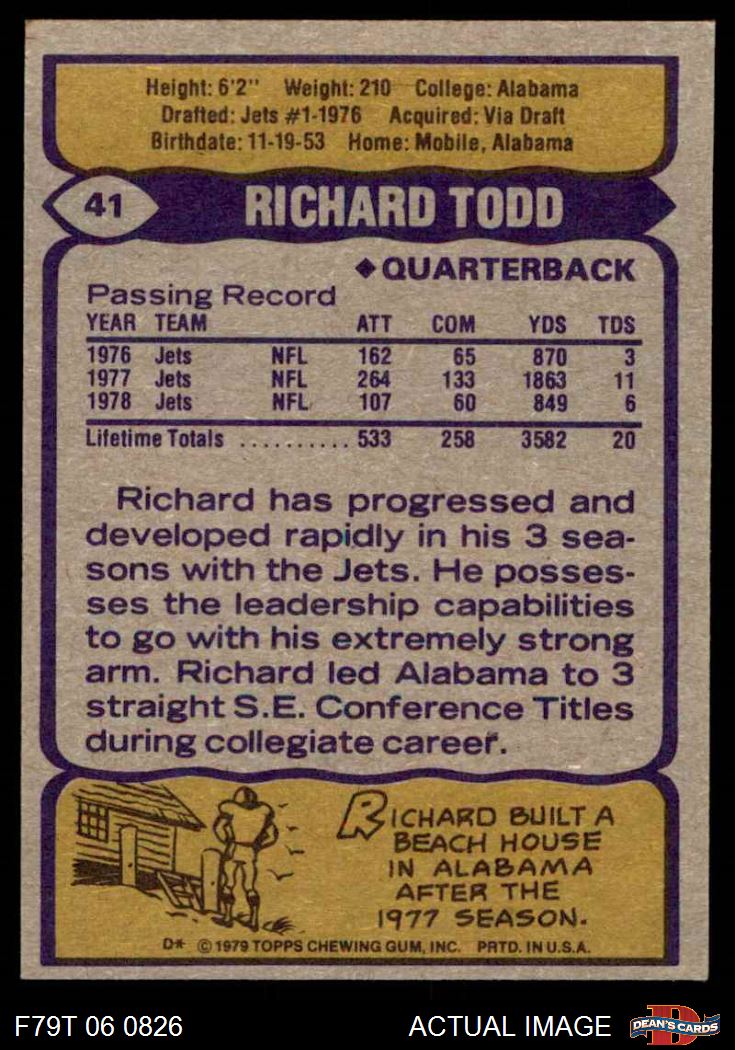 Height: 6'2" Weight: 210 College: Alabama
Drafted: Jets #1-1976 Acquired: Via Draft
Birthdate: 11-19-53 Home: Mobile, Alabama
41 RICHARD TODD
◆QUARTERBACK
Passing Record
YEAR TEAM ATT COM YDS TDS
1976 Jets NFL 162 65 870 3
1977 Jets NFL 264 133 1863 11
1978 Jets NFL 107 60 849 6
Lifetime Totals .......... 533 258 3582 20
Richard has progressed and
developed rapidly in his 3 sea-
sons with the Jets. He posses-
ses the leadership capabilities
to go with his extremely strong
arm. Richard led Alabama to 3
straight S.E. Conference Titles
during collegiate career.
RICHARD BUILT A
BEACH HOUSE
IN ALABAMA
AFTER THE
1977 SEASON.
D* © 1979 TOPPS CHEWING GUM, INC. PRTD. IN U.S.A.
F79T 06 0826 ACTUAL IMAGE D DEAN'S CARDS